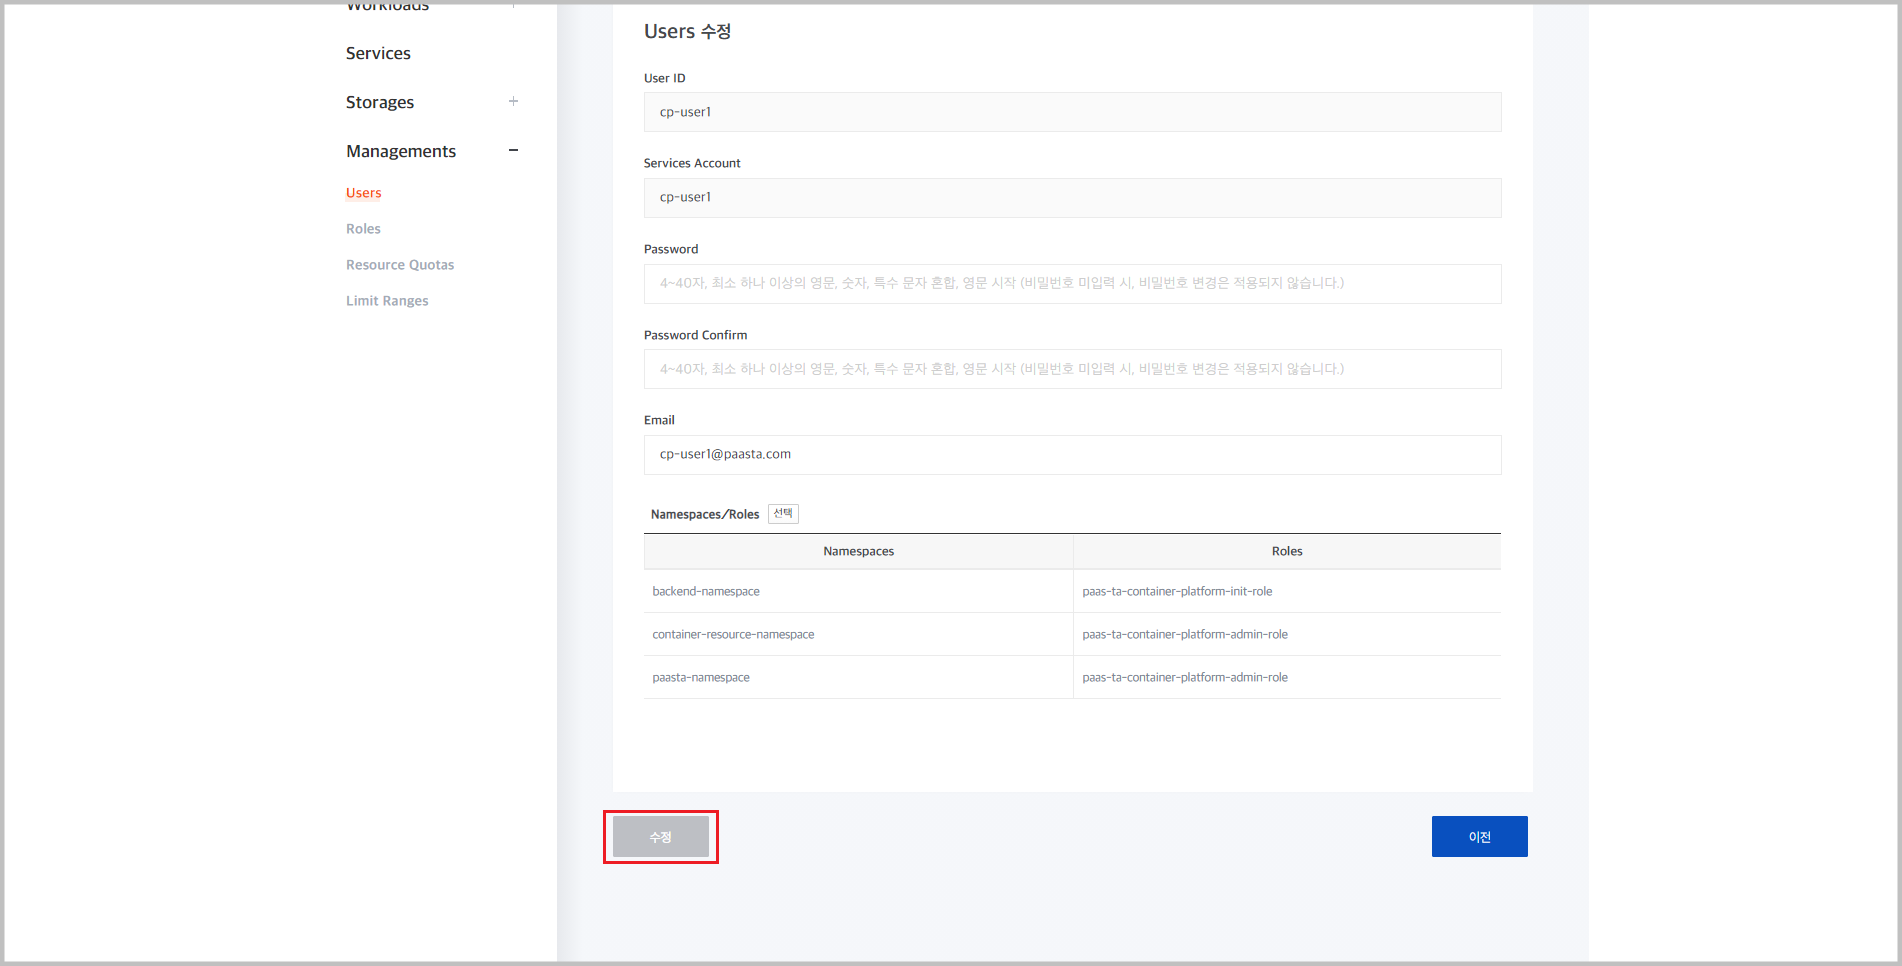 Workloads
Services
Storages
Managements
Users
Roles
Resource Quotas
Limit Ranges
Users 수정
User ID
cp-user1
Services Account
cp-user1
Password
4~40자, 최소 하나 이상의 영문, 숫자, 특수 문자 혼합, 영문 시작 (비밀번호 미입력 시, 비밀번호 변경은 적용되지 않습니다.)
Password Confirm
4~40자, 최소 하나 이상의 영문, 숫자, 특수 문자 혼합, 영문 시작 (비밀번호 미입력 시, 비밀번호 변경은 적용되지 않습니다.)
Email
cp-user1@paasta.com
Namespaces/Roles 선택
Namespaces Roles
backend-namespace paas-ta-container-platform-init-role
container-resource-namespace paas-ta-container-platform-admin-role
paasta-namespace paas-ta-container-platform-admin-role
수정 이전